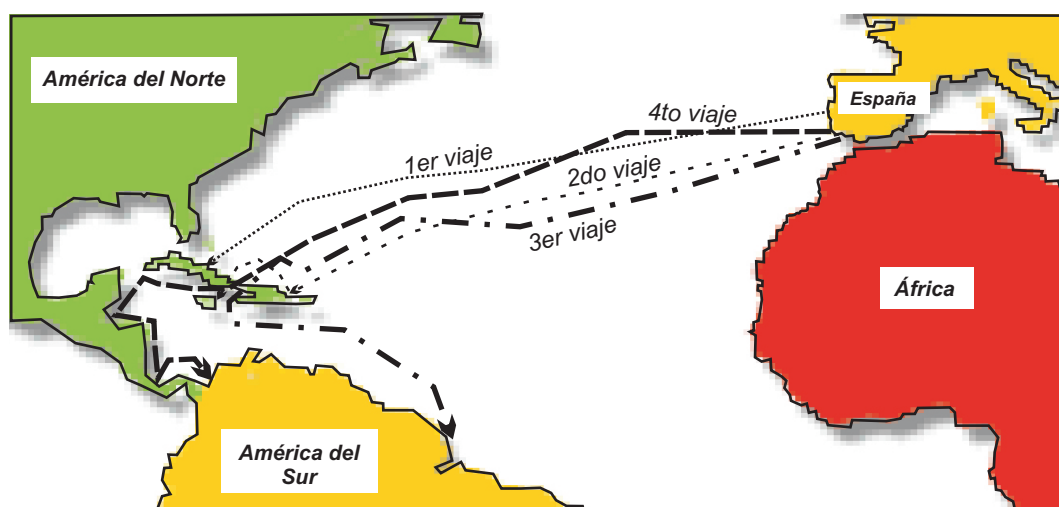 América del Norte
España
4to viaje
1er viaje
2do viaje
3er viaje
África
América del
Sur